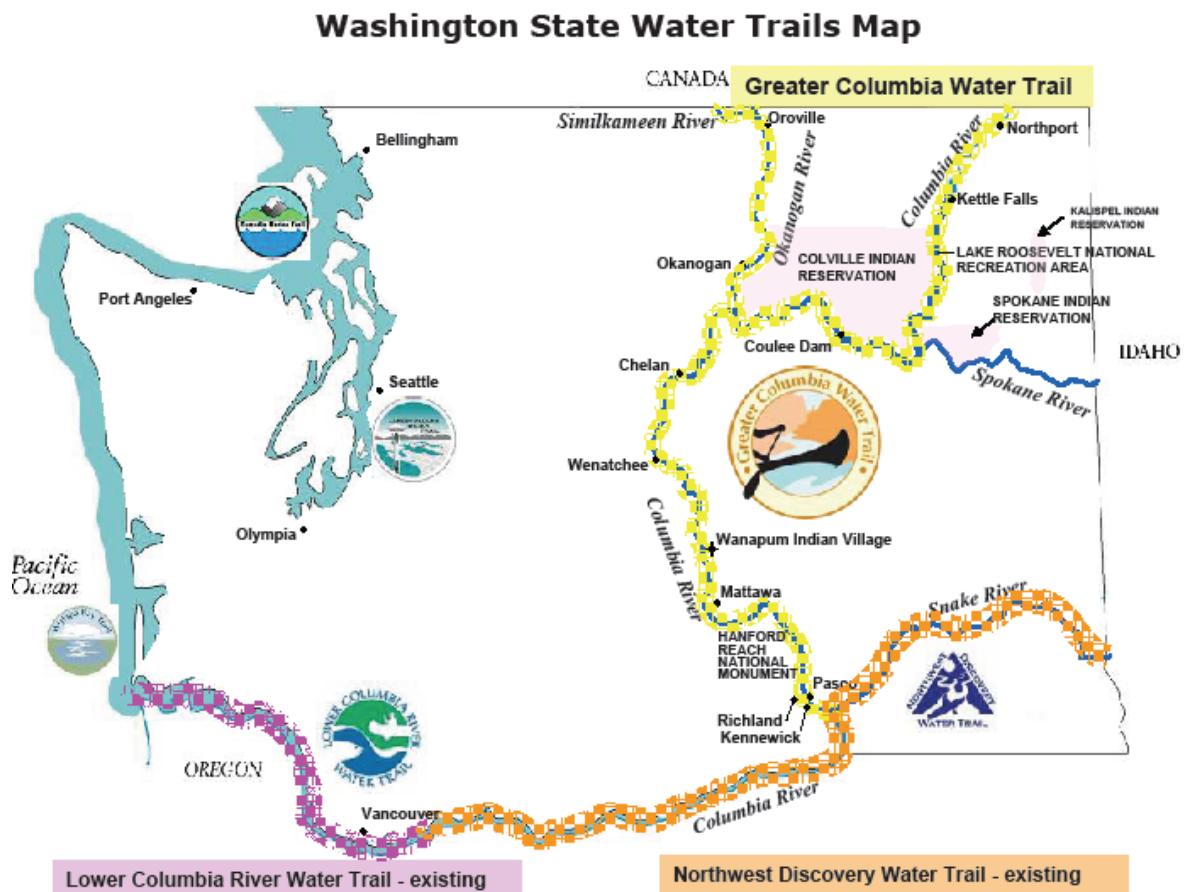 Washington State Water Trails Map
CANADA
Greater Columbia Water Trail
Similkameen River
Oroville
Okanogan River
Columbia River
Northport
Bellingham
Kettle Falls
KALISPEL INDIAN
RESERVATION
Okanogan
COLVILLE INDIAN
RESERVATION
LAKE ROOSEVELT NATIONAL
RECREATION AREA
Port Angeles
SPOKANE INDIAN
RESERVATION
Coulee Dam
IDAHO
Chelan
Spokane River
Seattle
Greater Columbia Water Trail
Wenatchee
Columbia River
Olympia
Wanapum Indian Village
Pacific
Ocean
Mattawa
Snake River
HANFORD
REACH
NATIONAL
MONUMENT
Pasco
Richland
Kennewick
NORTHWEST DISCOVERY
WATER TRAIL
LOWER COLUMBIA RIVER
WATER TRAIL
OREGON
Vancouver
Columbia River
Lower Columbia River Water Trail - existing
Northwest Discovery Water Trail - existing